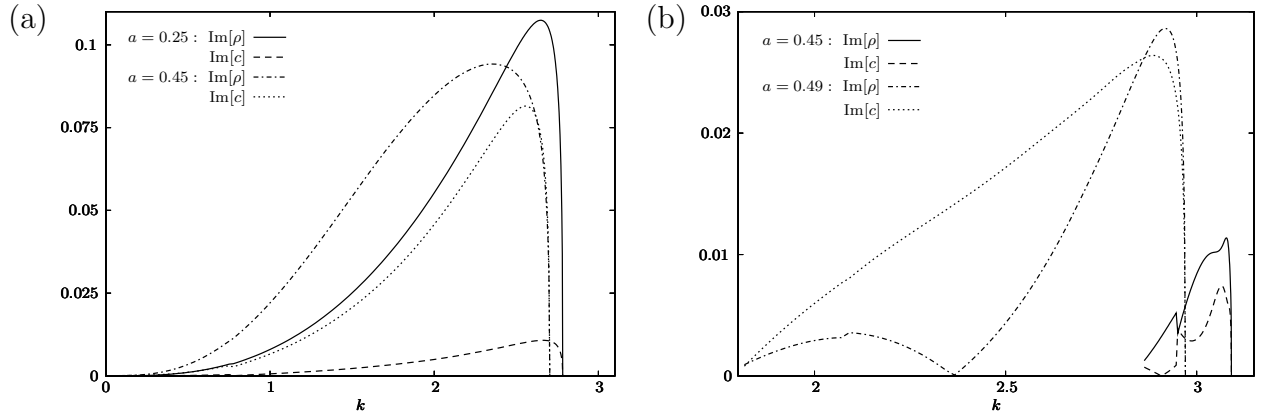 (a)
0.1
0.075
0.05
0.025
0
a = 0.25 : Im[ρ]
Im[c]
a = 0.45 : Im[ρ]
Im[c]
0 1 2 3
k
(b)
0.03
0.02
0.01
0
a = 0.45 : Im[ρ]
Im[c]
a = 0.49 : Im[ρ]
Im[c]
2 2.5 3
k